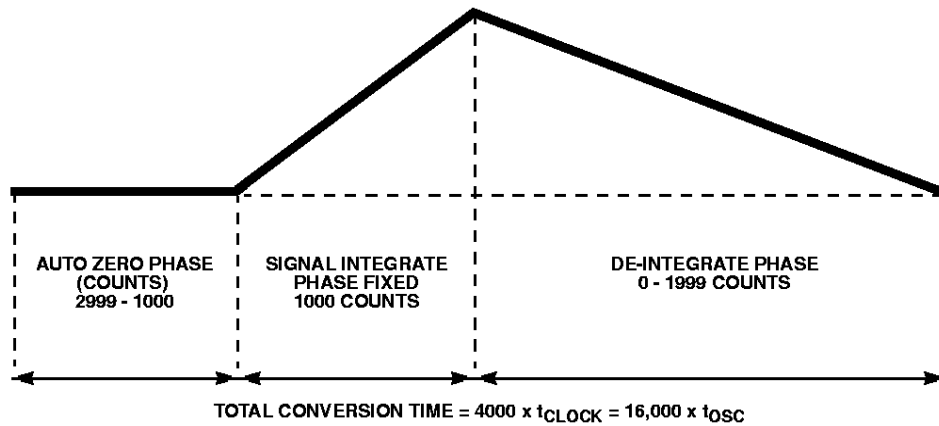 AUTO ZERO PHASE
(COUNTS)
2999 - 1000
SIGNAL INTEGRATE
PHASE FIXED
1000 COUNTS
DE-INTEGRATE PHASE
0 - 1999 COUNTS
TOTAL CONVERSION TIME = 4000 x tCLOCK = 16,000 x tOSC